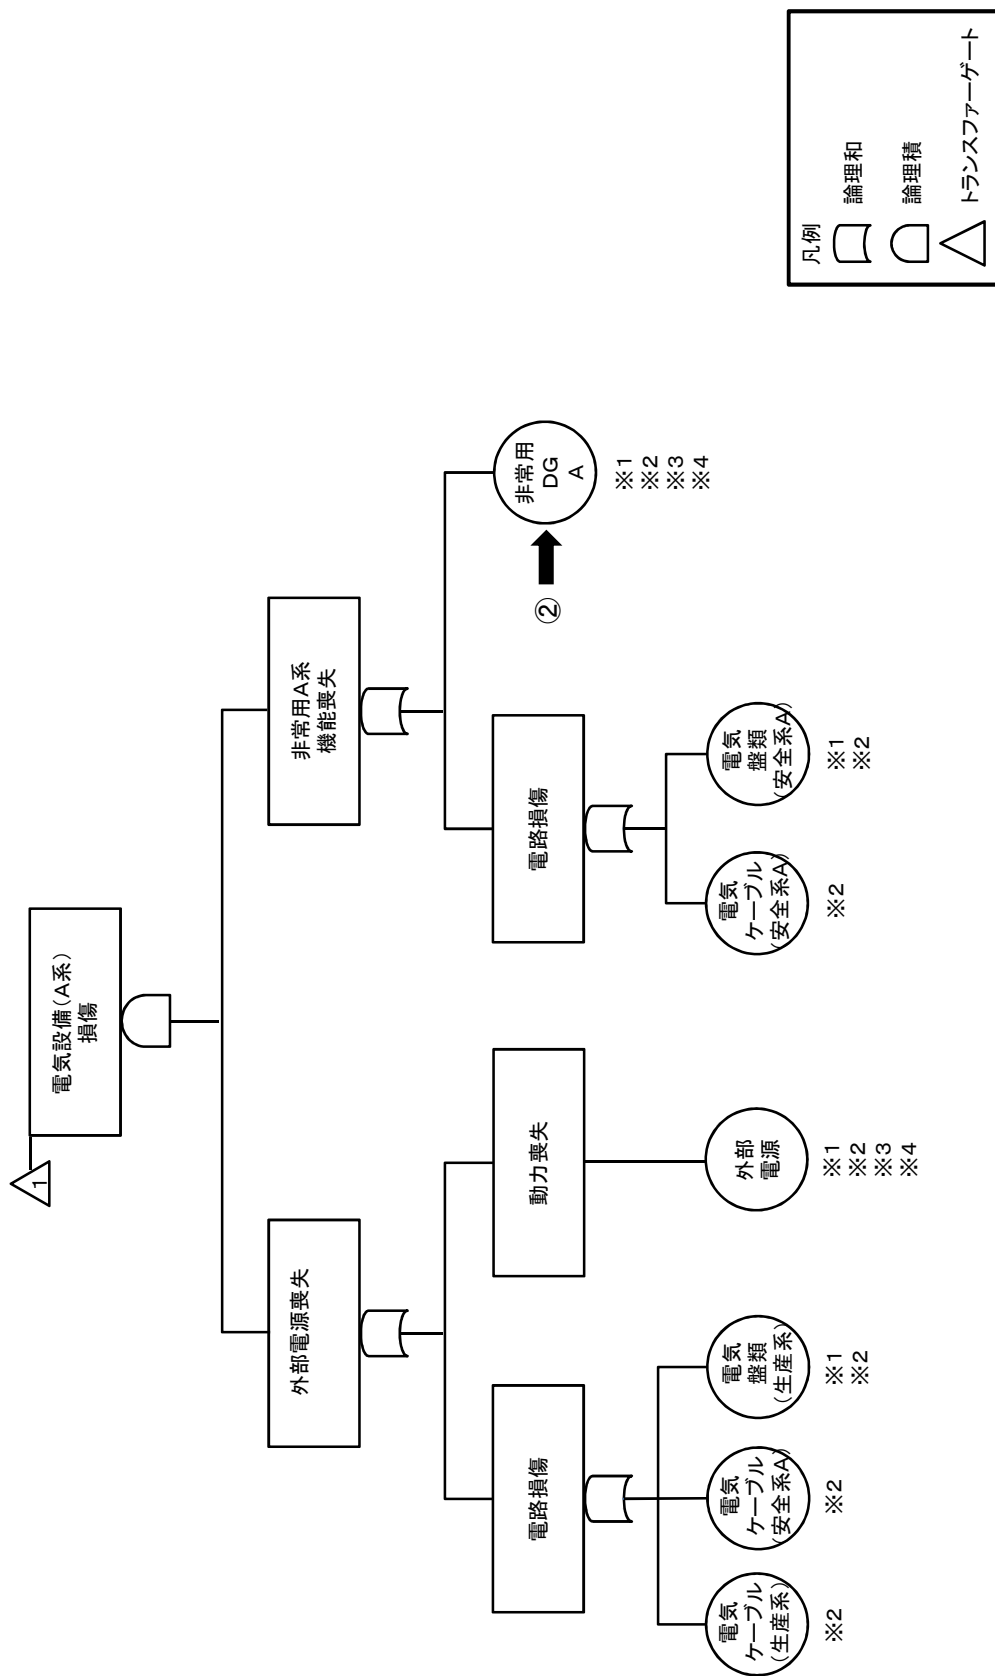 1
電気設備(A系)
損傷
外部電源喪失
非常用A系
機能喪失
電路損傷
動力喪失
電路損傷
非常用
DG
A
②
※1
※2
※3
※4
電気
ケーブル
(生産系)
※2
電気
ケーブル
(安全系A)
※2
電気
盤類
(生産系)
※1
※2
外部
電源
※1
※2
※3
※4
電気
ケーブル
(安全系A)
※2
電気
盤類
(安全系A)
※1
※2
凡例
論理和
論理積
トランスファーゲート